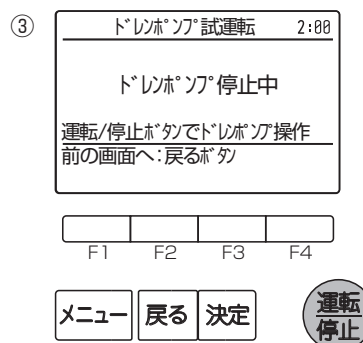 ③
ﾄﾞﾚﾝﾎﾟﾝﾌﾟ試運転 2:00
ﾄﾞﾚﾝﾎﾟﾝﾌﾟ停止中
運転/停止ﾎﾞﾀﾝでﾄﾞﾚﾝﾎﾟﾝﾌﾟ操作
前の画面へ:戻るﾎﾞﾀﾝ
F1 F2 F3 F4
メニュー 戻る 決定 運転
停止